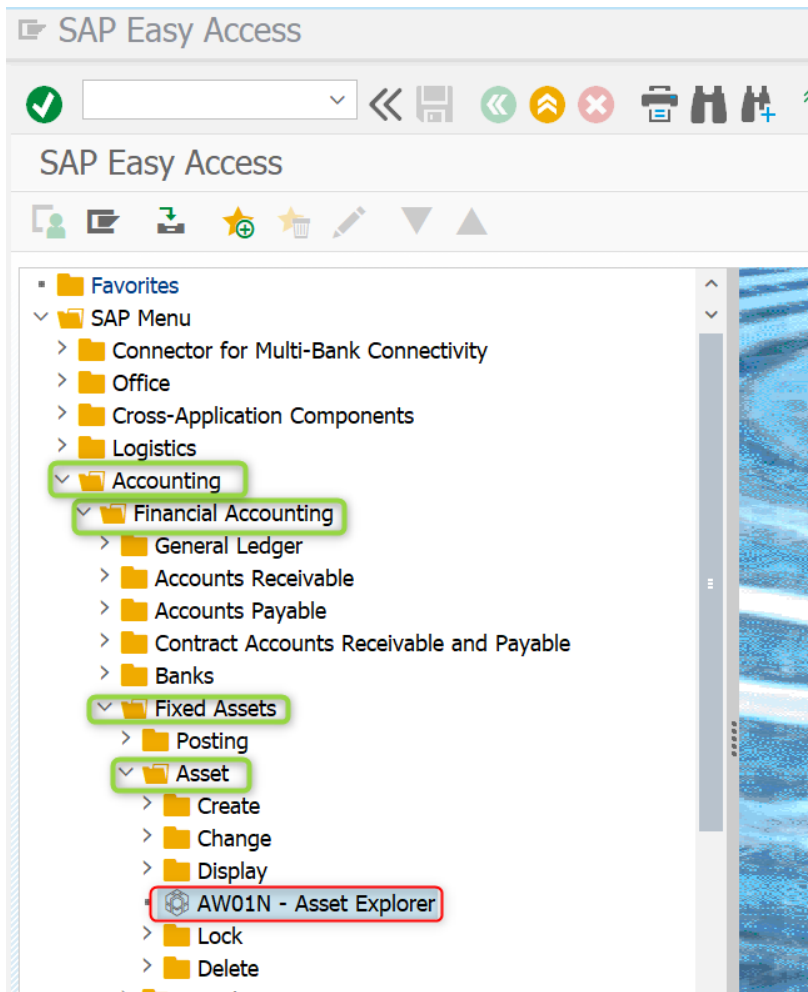 SAP Easy Access
SAP Easy Access
Favorites
SAP Menu
Connector for Multi-Bank Connectivity
Office
Cross-Application Components
Logistics
Accounting
Financial Accounting
General Ledger
Accounts Receivable
Accounts Payable
Contract Accounts Receivable and Payable
Banks
Fixed Assets
Posting
Asset
Create
Change
Display
AW01N - Asset Explorer
Lock
Delete